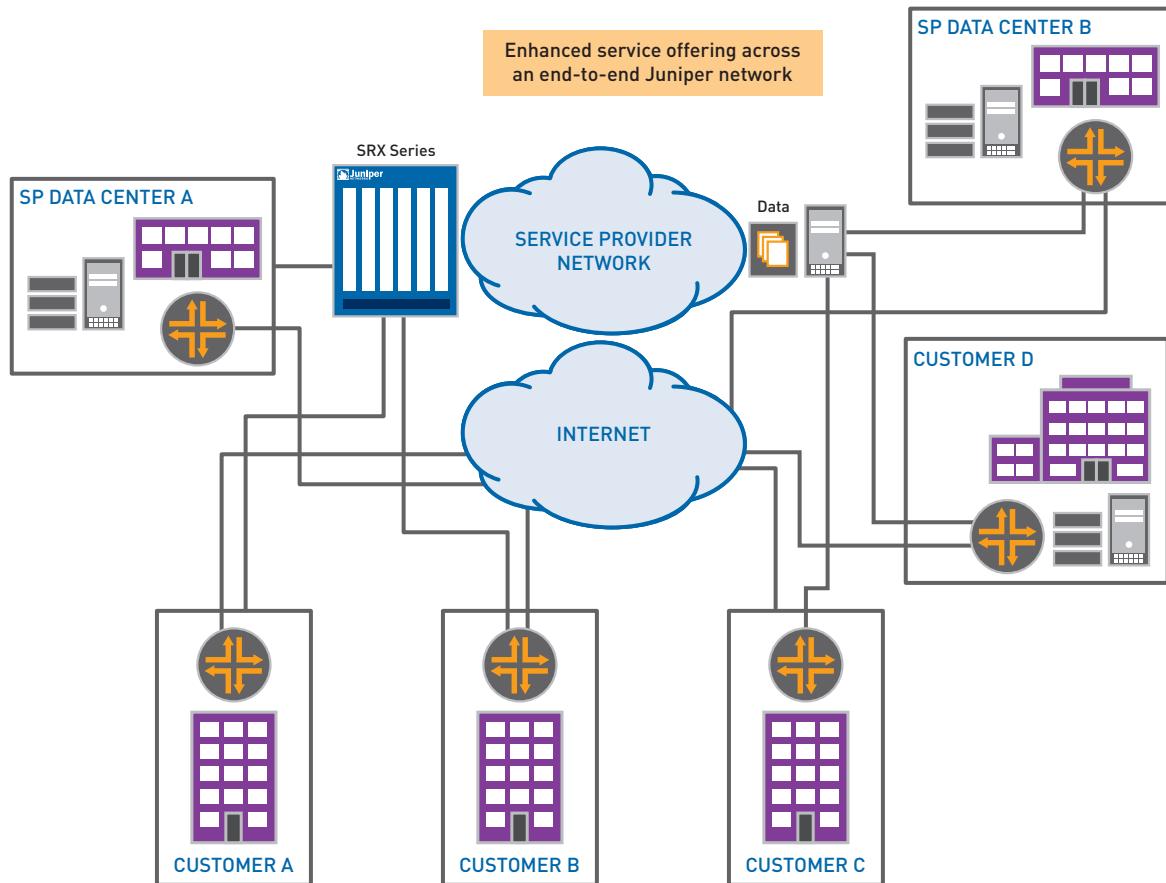 Enhanced service offering across
an end-to-end Juniper network
SP DATA CENTER B
SRX Series
Juniper
SP DATA CENTER A
SERVICE PROVIDER
NETWORK
Data
INTERNET
CUSTOMER D
CUSTOMER A
CUSTOMER B
CUSTOMER C